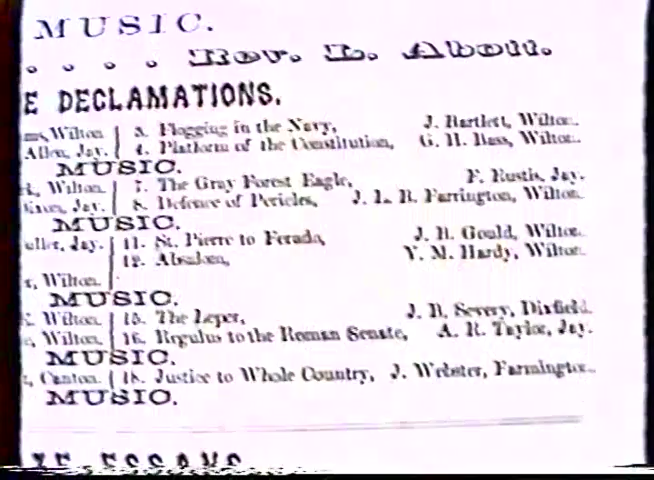 MUSIC.
. . . . Rev. L. Abott.
E DECLAMATIONS.
Wilton 3. Flogging in the Navy, J. Bartlett, Wilton.
Allen, Jay. 4. Platform of the Constitution, G. H. Bass, Wilton.
MUSIC.
Wilton. 7. The Gray Forest Eagle, F. Eustis, Jay.
Jay. 8. Defence of Pericles, J. L. B. Farrington, Wilton.
MUSIC.
Jay. 11. St. Pierre to J. B. Gould, Wilton.
12. V. M. Hardy, Wilton.
Wilton.
MUSIC.
Wilton. 15. The Leper, J. B. Severy, Dixfield.
Wilton. 16. Regulus to the Roman Senate, A. R. Taylor, Jay.
MUSIC.
Canton. 18. Justice to Whole Country, J. Webster, Farmington.
MUSIC.
ESSAYS